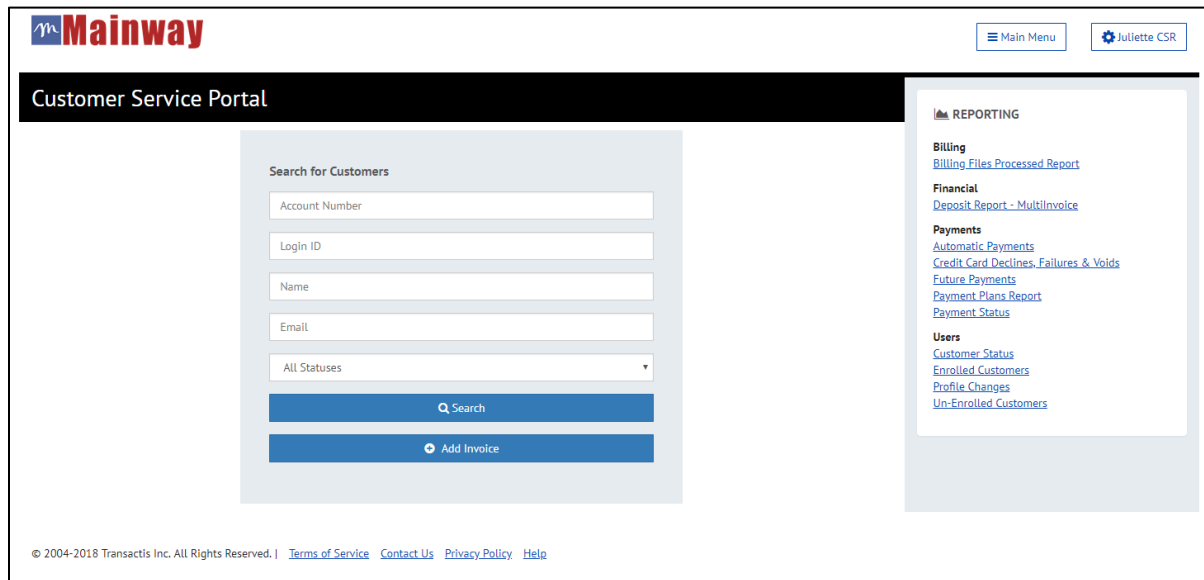 m Mainway
Main Menu
Juliette CSR
Customer Service Portal
Search for Customers
Account Number
Login ID
Name
Email
All Statuses
Search
Add Invoice
REPORTING
Billing
Billing Files Processed Report
Financial
Deposit Report - MultiInvoice
Payments
Automatic Payments
Credit Card Declines, Failures & Voids
Future Payments
Payment Plans Report
Payment Status
Users
Customer Status
Enrolled Customers
Profile Changes
Un-Enrolled Customers
© 2004-2018 Transactis Inc. All Rights Reserved. | Terms of Service Contact Us Privacy Policy Help